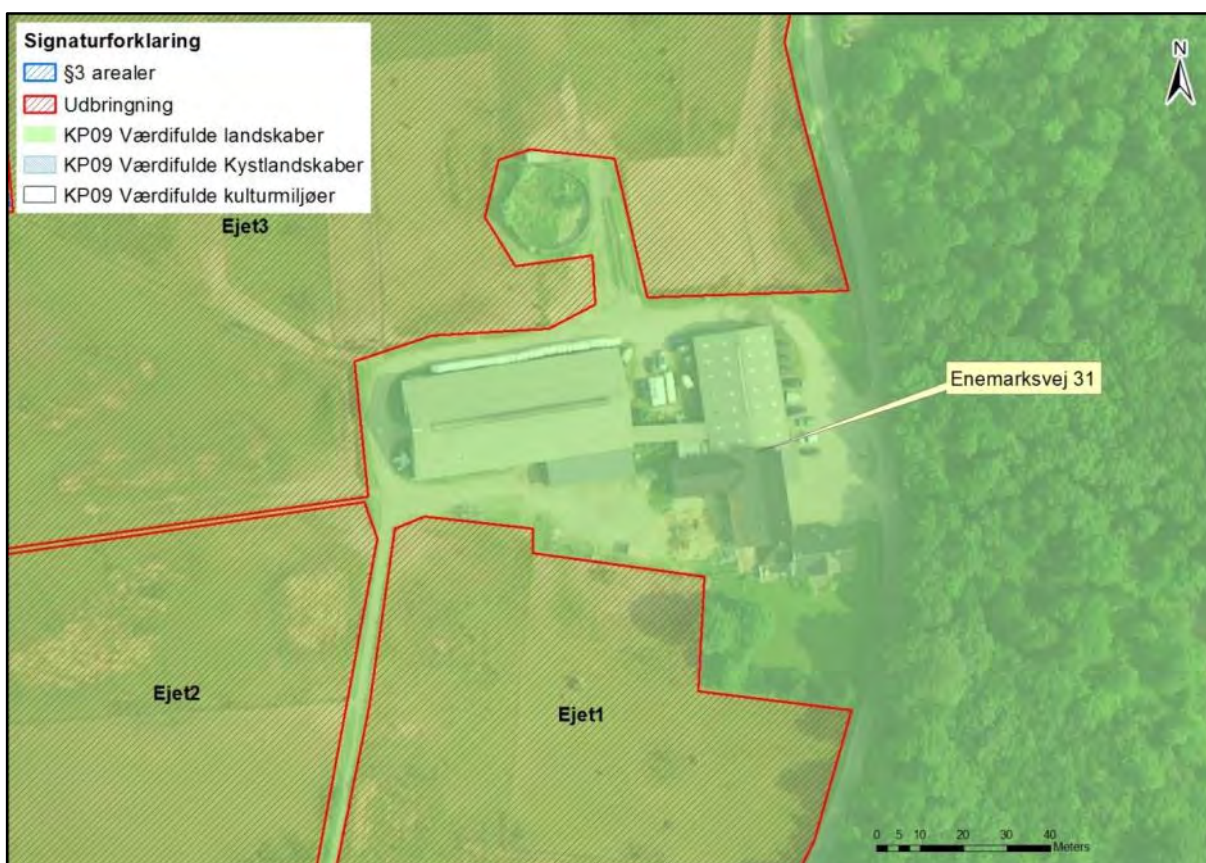 Signaturforklaring
§3 arealer
Udbringning
KP09 Værdifulde landskaber
KP09 Værdifulde Kystlandskaber
KP09 Værdifulde kulturmiljøer
N
Ejet3
Enemarksvej 31
Ejet2
Ejet1
0 5 10 20 30 40
Meters